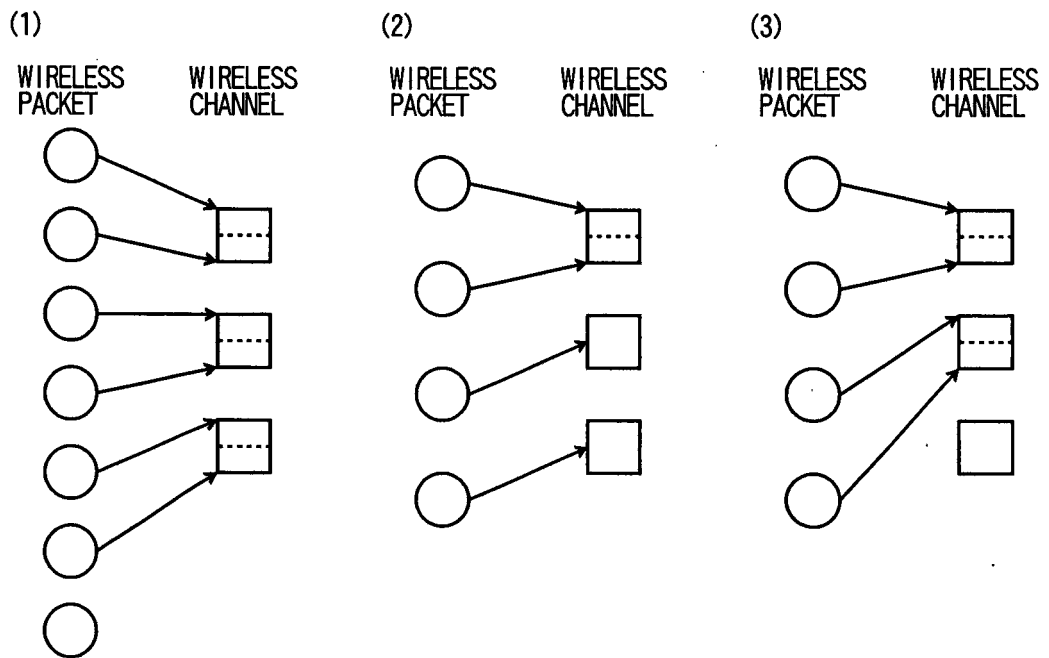 (1)
WIRELESS
PACKET
WIRELESS
CHANNEL
(2)
WIRELESS
PACKET
WIRELESS
CHANNEL
(3)
WIRELESS
PACKET
WIRELESS
CHANNEL